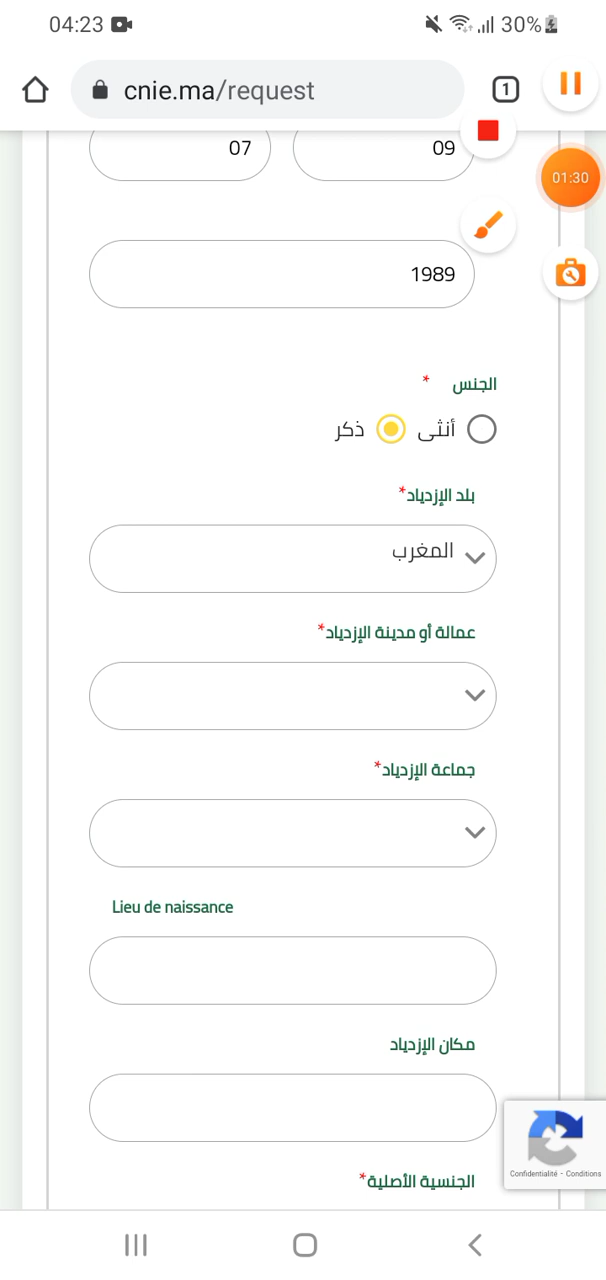 04:23
30%
cnie.ma/request
1
09
07
01:30
1989
الجنس *
أنثى
ذكر
بلد الإزدياد*
المغرب
عمالة أو مدينة الإزدياد*
جماعة الإزدياد*
Lieu de naissance
مكان الإزدياد
Confidentialité - Conditions
الجنسية الأصلية*